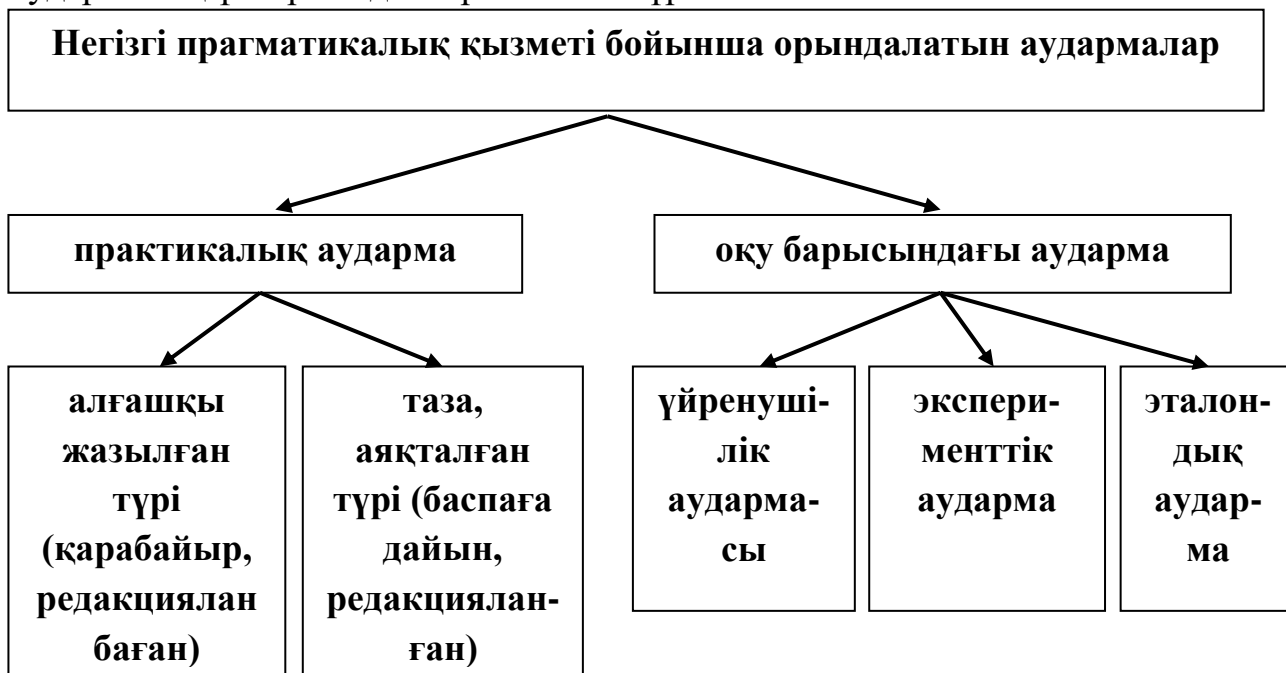 Негізгі прагматикалық қызметі бойынша орындалатын аудармалар
практикалық аударма
оқу барысындағы аударма
алғашқы
жазылған
түрі
(қарабайыр,
редакциялан
баған)
таза,
аяқталған
түрі (баспаға
дайын,
редакциялан-
ған)
үйренуші-
лік
аударма-
сы
экспери-
менттік
аударма
эталон-
дық
аудар-
ма